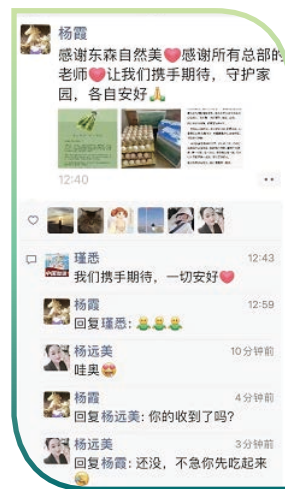 杨霞
感谢东森自然美❤️感谢所有总部的
老师❤️让我们携手期待，守护家
园，各自安好🙏
12:40
瑾悉 12:43
我们携手期待，一切安好❤️
杨霞 12:59
回复瑾悉:
杨远美 10分钟前
哇奥😍
杨霞 4分钟前
回复杨远美: 你的收到了吗?
杨远美 3分钟前
回复杨霞: 还没，不急你先吃起来